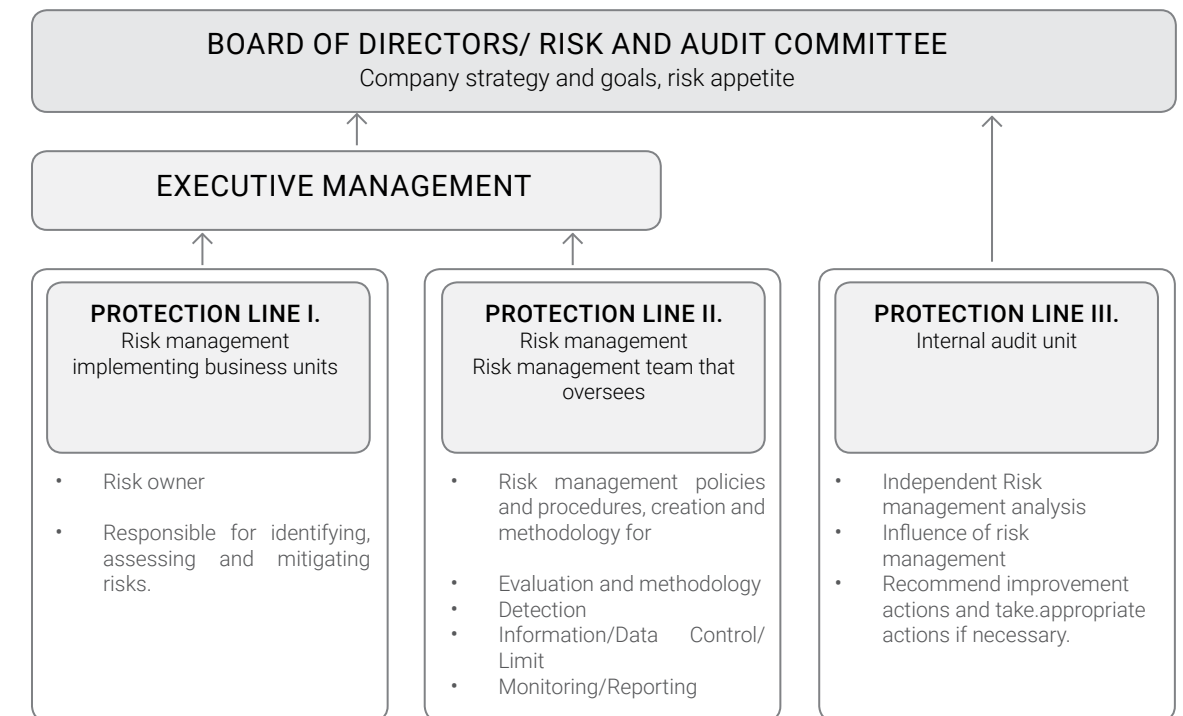 BOARD OF DIRECTORS/ RISK AND AUDIT COMMITTEE
Company strategy and goals, risk appetite
EXECUTIVE MANAGEMENT
PROTECTION LINE I.
Risk management
implementing business units
• Risk owner
• Responsible for identifying,
assessing and mitigating
risks.
PROTECTION LINE II.
Risk management
Risk management team that
oversees
• Risk management policies
and procedures, creation and
methodology for
• Evaluation and methodology
• Detection
• Information/Data Control/
Limit
• Monitoring/Reporting
PROTECTION LINE III.
Internal audit unit
• Independent Risk
management analysis
• Influence of risk
management
• Recommend improvement
actions and take.appropriate
actions if necessary.